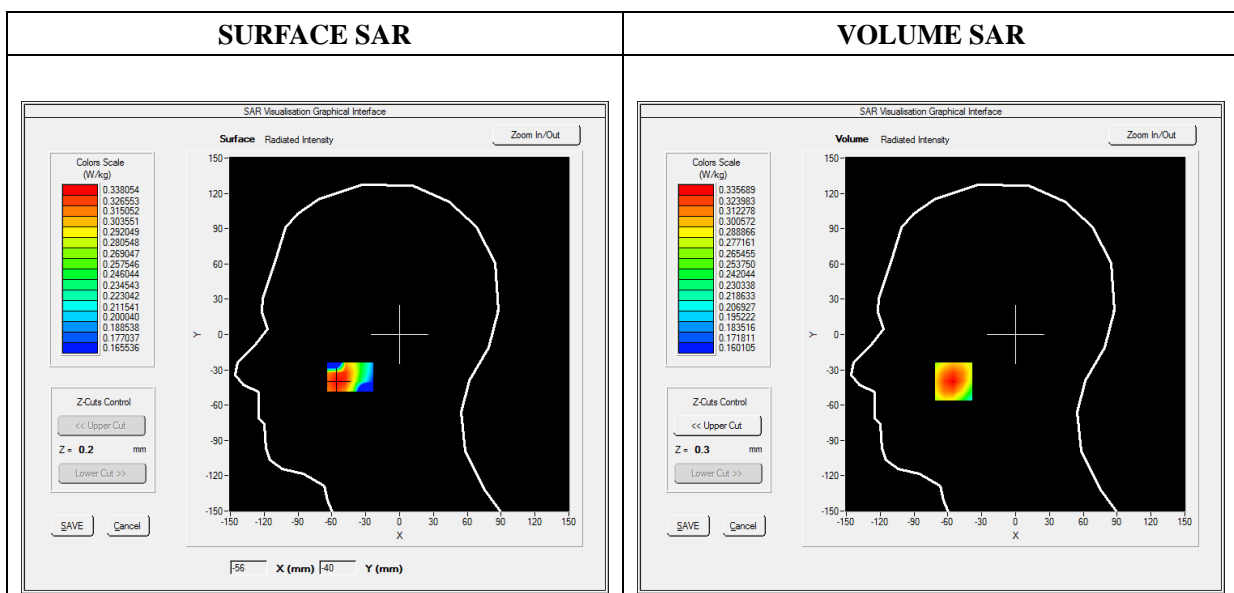 SURFACE SAR
VOLUME SAR
SAR Visualisation Graphical Interface
Surface Radiated Intensity
Zoom In/Out
Colors Scale
(W/kg)
0.338054
0.326553
0.315052
0.303551
0.292049
0.280548
0.269047
0.257546
0.246044
0.234543
0.223042
0.211541
0.200040
0.188538
0.177037
0.165536
Z-Cuts Control
<< Upper Cut
Z = 0.2 mm
Lower Cut >>
SAVE Cancel
150
120
90
60
30
Y 0
-30
-60
-90
-120
-150
-150 -120 -90 -60 -30 0 30 60 90 120 150
X
-56 X (mm) -40 Y (mm)
SAR Visualisation Graphical Interface
Volume Radiated Intensity
Zoom In/Out
Colors Scale
(W/kg)
0.335689
0.323983
0.312278
0.300572
0.288866
0.277161
0.265455
0.253750
0.242044
0.230338
0.218633
0.206927
0.195222
0.183516
0.171811
0.160105
Z-Cuts Control
<< Upper Cut
Z = 0.3 mm
Lower Cut >>
SAVE Cancel
150
120
90
60
30
Y 0
-30
-60
-90
-120
-150
-150 -120 -90 -60 -30 0 30 60 90 120 150
X